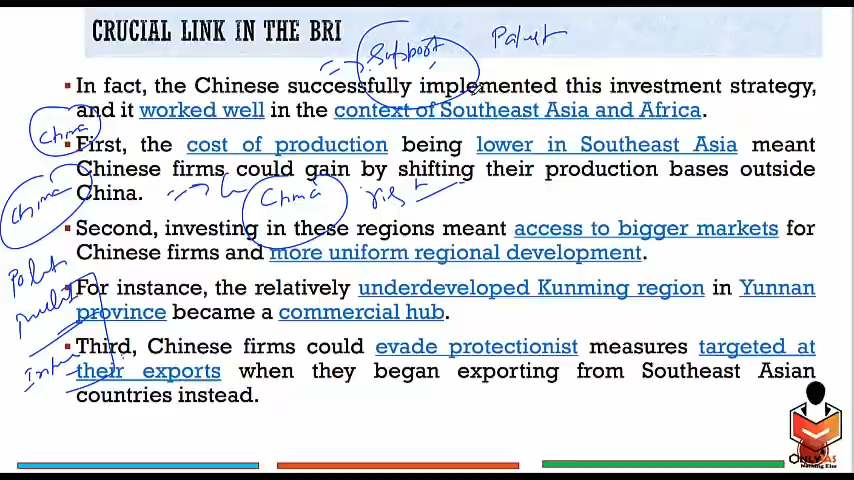 CRUCIAL LINK IN THE BRI
Support
▪ In fact, the Chinese successfully implemented this investment strategy,
and it worked well in the context of Southeast Asia and Africa.
China
▪ First, the cost of production being lower in Southeast Asia meant
Chinese firms could gain by shifting their production bases outside
China.
China
China
▪ Second, investing in these regions meant access to bigger markets for
Chinese firms and more uniform regional development.
▪ For instance, the relatively underdeveloped Kunming region in Yunnan
province became a commercial hub.
▪ Third, Chinese firms could evade protectionist measures targeted at
their exports when they began exporting from Southeast Asian
countries instead.
ONLY IAS
Nothing Else